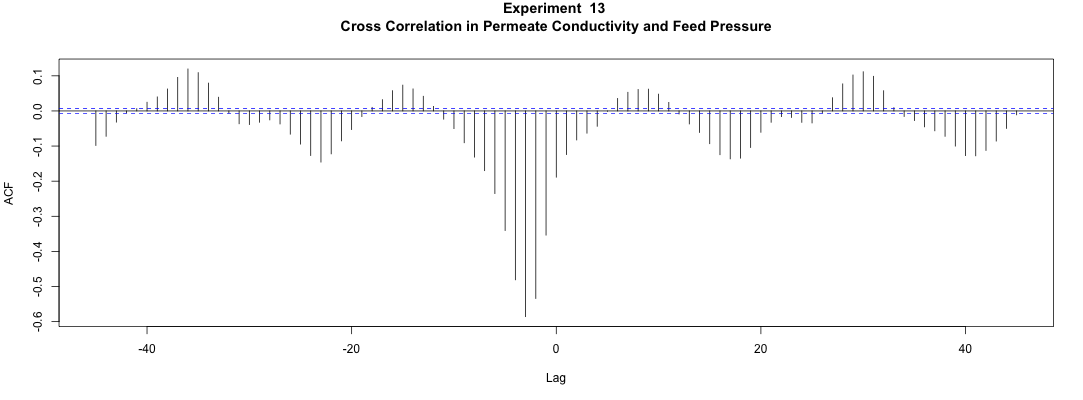 Experiment  13
Cross Correlation in Permeate Conductivity and Feed Pressure
0.1
0.0
-0.1
-0.2
-0.3
-0.4
-0.5
-0.6
ACF
-40 -20 0 20 40
Lag